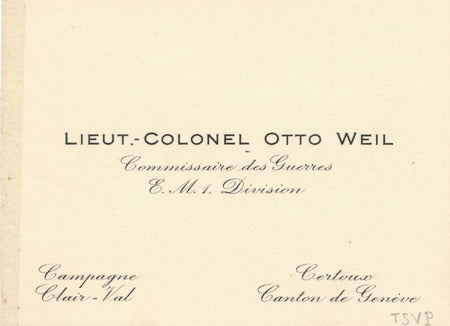 LIEUT.-COLONEL OTTO WEIL
Commissaire des Guerres
E. M. 1. Division
Campagne
Clair-Val
Certoux
Canton de Genève
TSVP